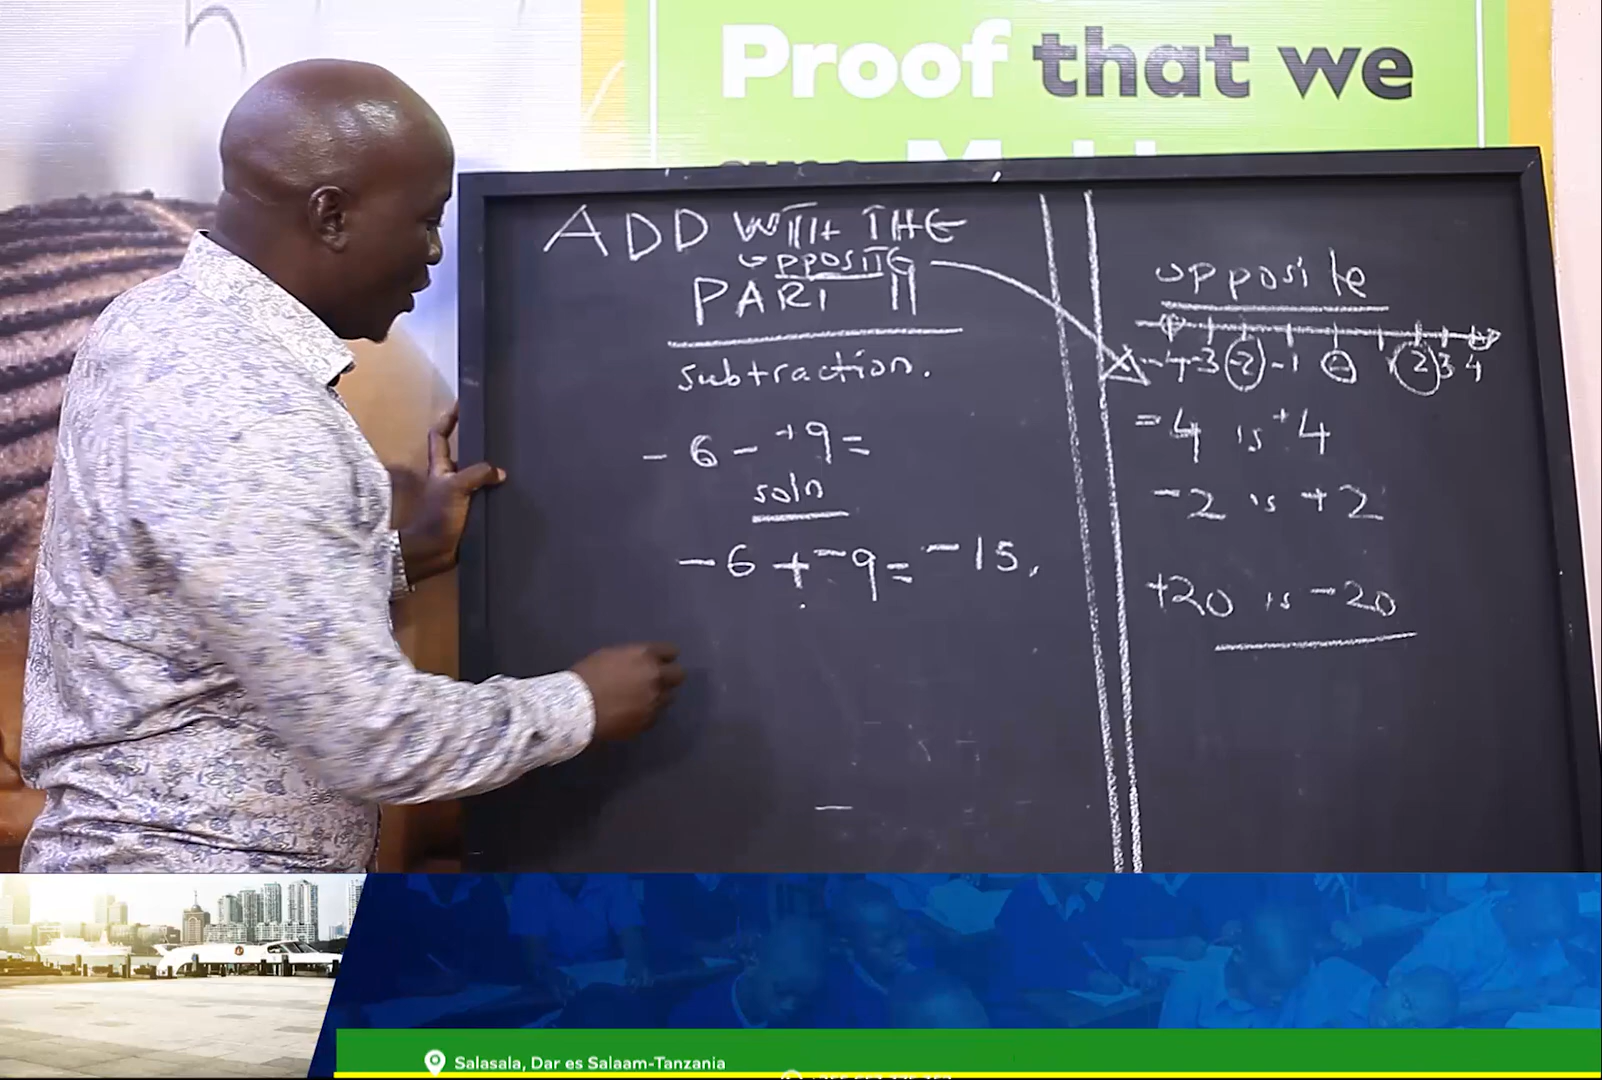 Proof that we
ADD WITH THE
OPPOSITE
PART II
subtraction.
- 6 - +9 =
soln
- 6 + -9 = -15.
opposite
-4 -3 -2 -1 0 1 2 3 4
-4 is +4
-2 is +2
+20 is -20
Salasala, Dar es Salaam-Tanzania